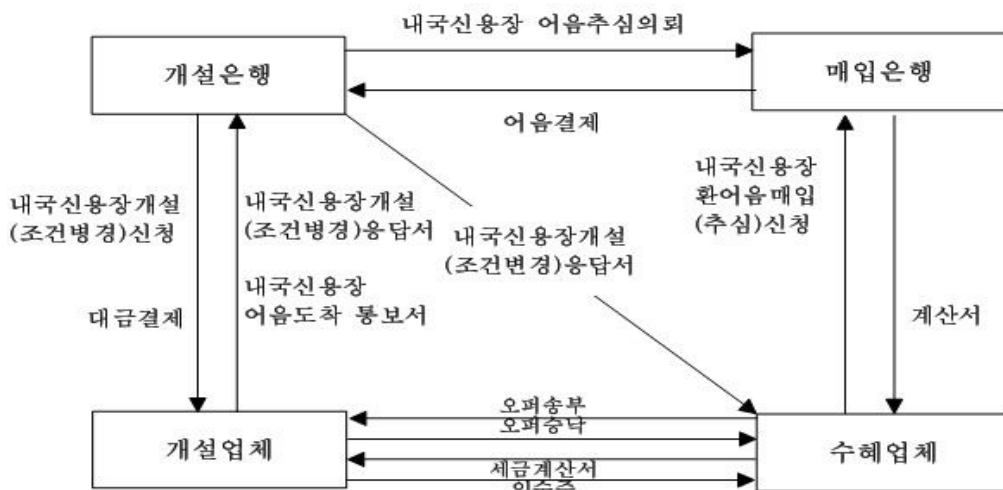 내국신용장 어음추심의뢰
개설은행
매입은행
어음결제
내국신용장개설
(조건병경)신청
내국신용장개설
(조건병경)응답서
내국신용장개설
(조건변경)응답서
내국신용장
환어음매입
(추심)신청
대금결제
내국신용장
어음도착 통보서
계산서
오퍼송부
오퍼승낙
개설업체
수혜업체
세금계산서